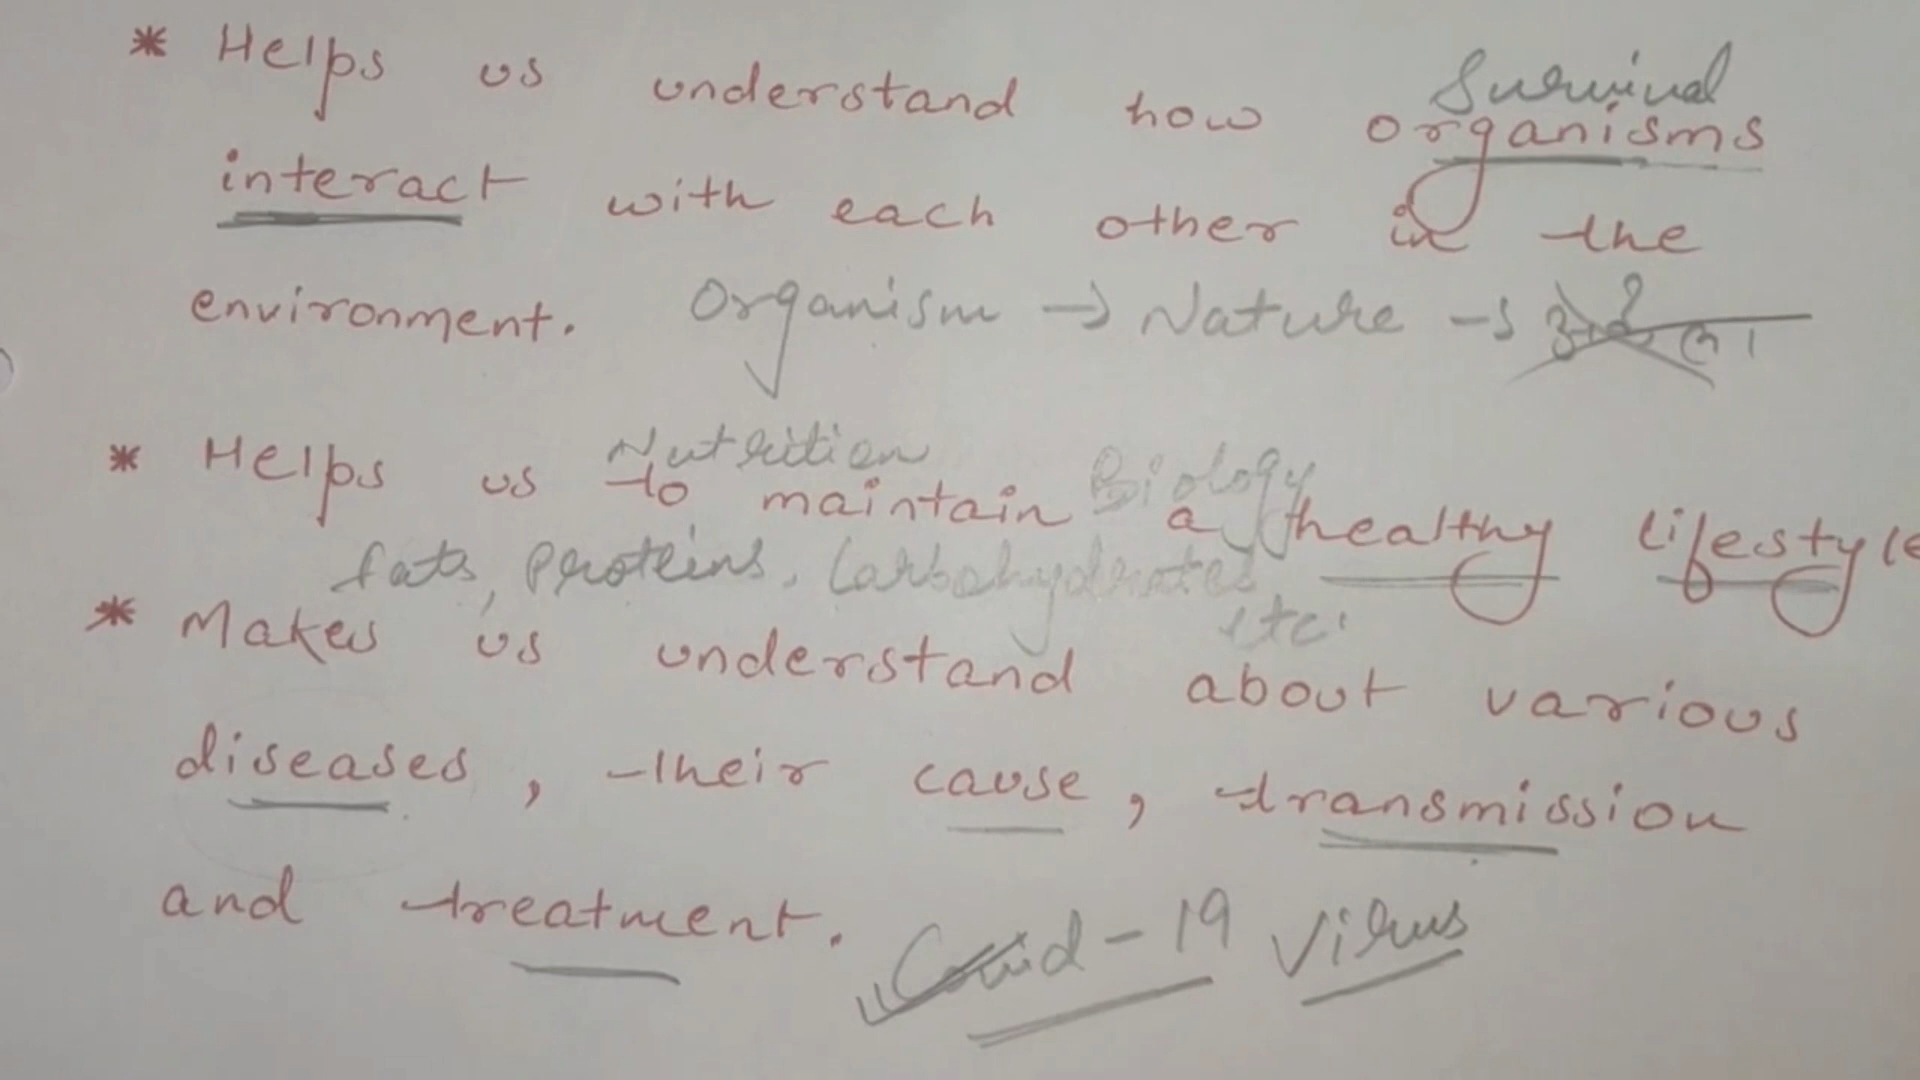 * Helps us understand how organisms
Survival
interact with each other in the
environment. Organism → Nature →
Nutrition Biology
* Helps us to maintain a healthy lifestyle
fats, Proteins, Carbohydrates
etc.
* Makes us understand about various
diseases, their cause, transmission
and treatment.
Covid-19 Virus